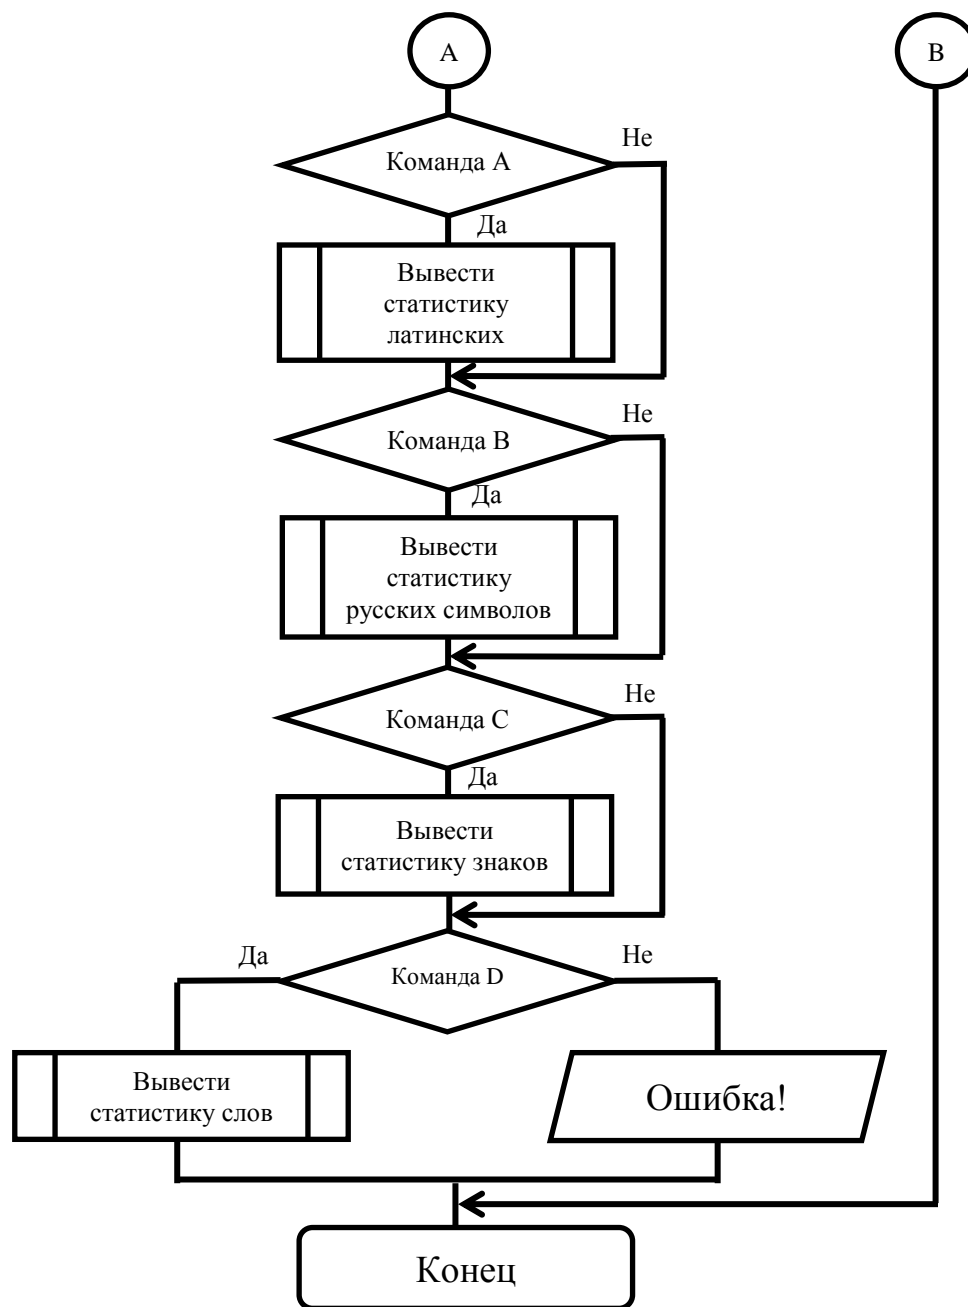 A
B
Не
Команда A
Да
Вывести
статистику
латинских
Не
Команда B
Да
Вывести
статистику
русских символов
Не
Команда C
Да
Вывести
статистику знаков
Да
Не
Команда D
Вывести
статистику слов
Ошибка!
Конец